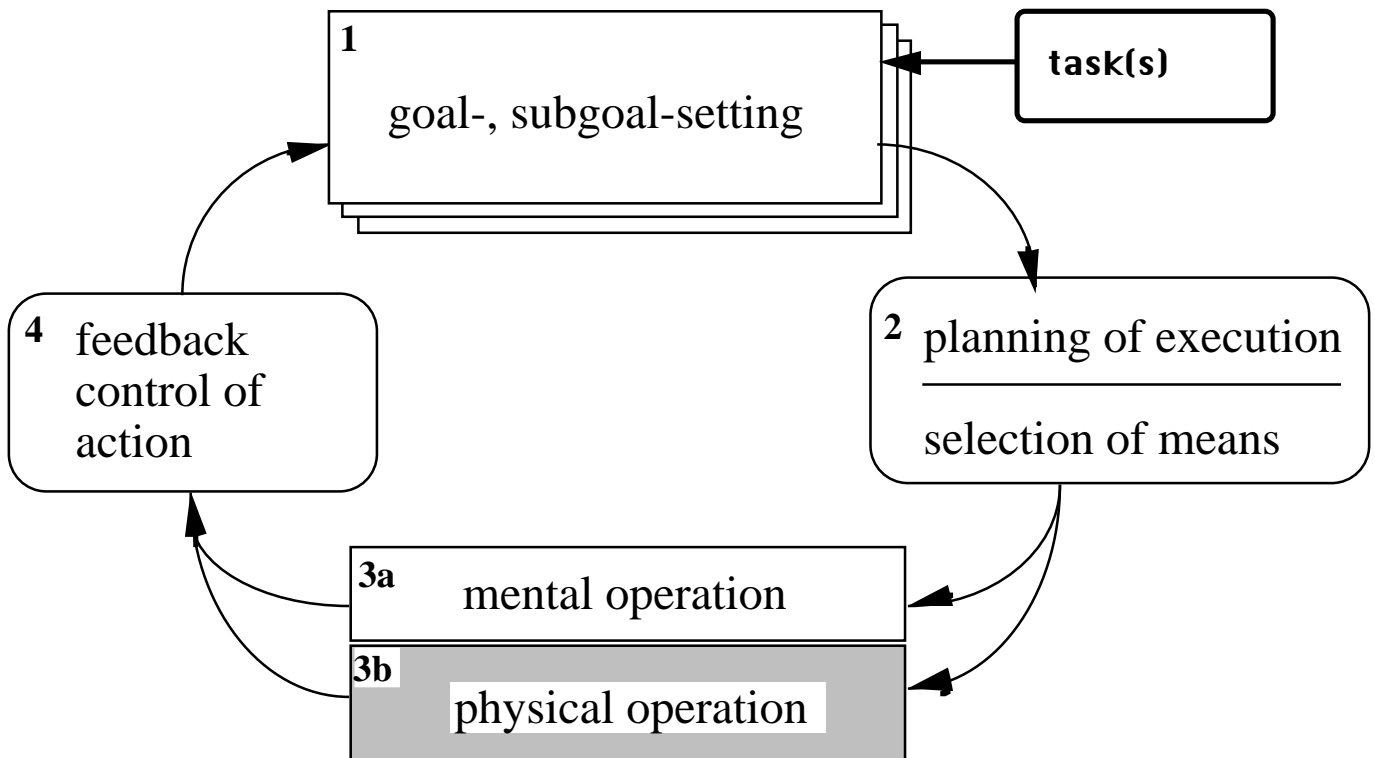 1
goal-, subgoal-setting
task(s)
2 planning of execution
selection of means
3a
mental operation
3b
physical operation
4 feedback
control of
action